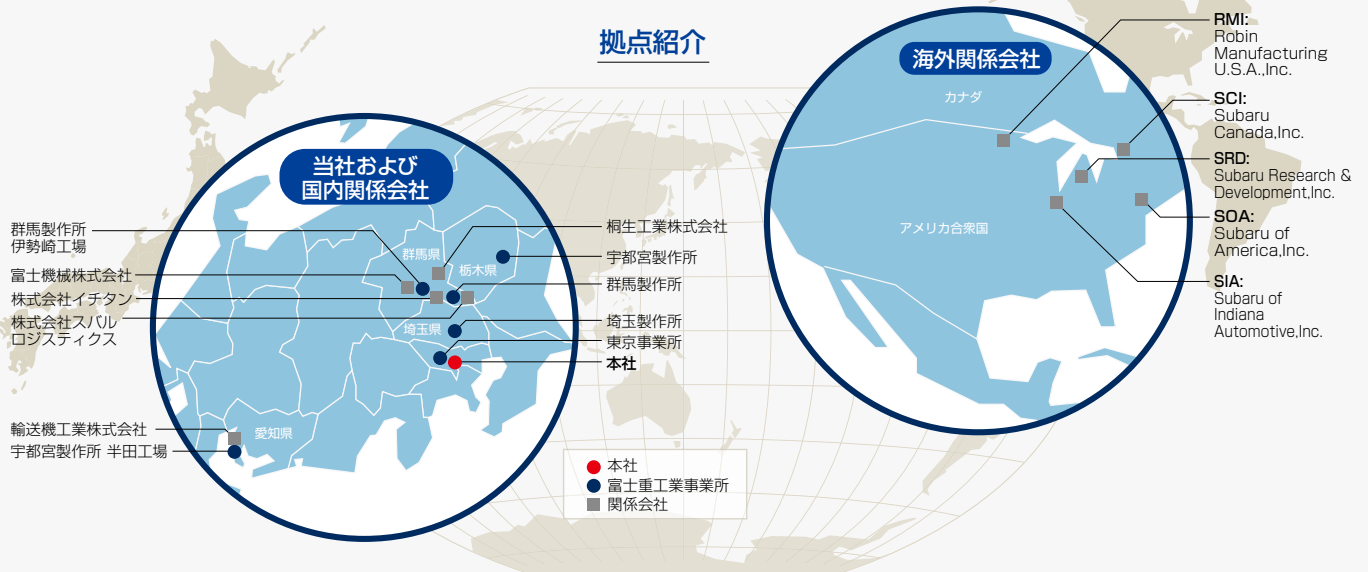 拠点紹介
当社および
国内関係会社
群馬製作所
伊勢崎工場
富士機械株式会社
株式会社イチタン
株式会社スバル
ロジスティクス
輸送機工業株式会社
宇都宮製作所 半田工場
群馬県
栃木県
埼玉県
愛知県
桐生工業株式会社
宇都宮製作所
群馬製作所
埼玉製作所
東京事業所
本社
本社
富士重工業事業所
関係会社
海外関係会社
カナダ
アメリカ合衆国
RMI:
Robin
Manufacturing
U.S.A.,Inc.
SCI:
Subaru
Canada,Inc.
SRD:
Subaru Research &
Development,Inc.
SOA:
Subaru of
America,Inc.
SIA:
Subaru of
Indiana
Automotive,Inc.